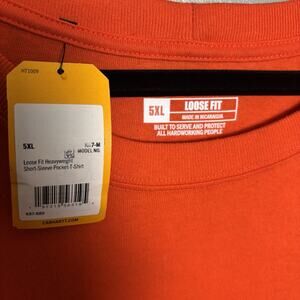 HT1009
5XL
MODEL NO.
Loose Fit Heavyweight
Short-Sleeve Pocket T-Shirt
CARHARTT.COM
5XL
LOOSE FIT
MADE IN NICARAGUA
BUILT TO SERVE AND PROTECT
ALL HARDWORKING PEOPLE